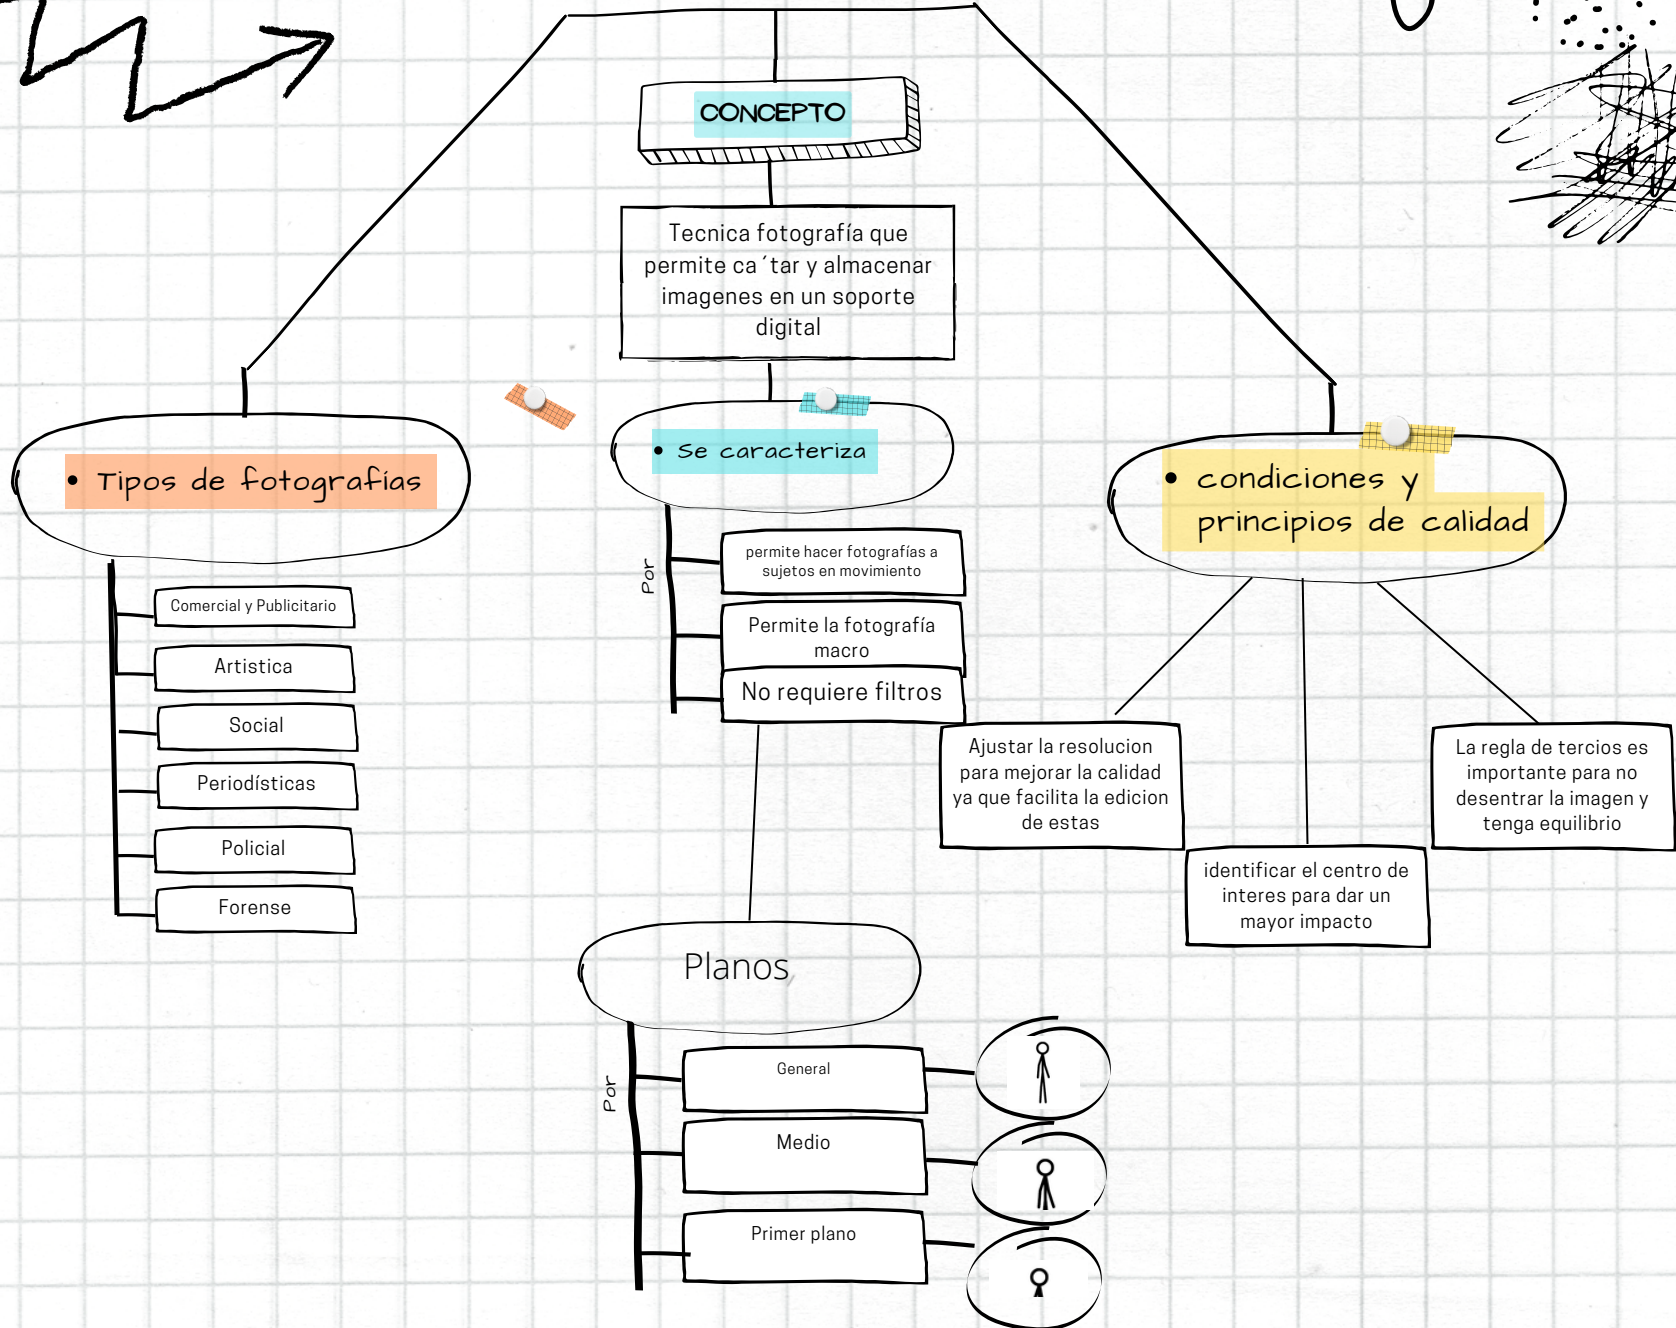 CONCEPTO
Tecnica fotografía que
permite ca´tar y almacenar
imagenes en un soporte
digital
Tipos de fotografías
Comercial y Publicitario
Artistica
Social
Periodísticas
Policial
Forense
Se caracteriza
Por
permite hacer fotografías a
sujetos en movimiento
Permite la fotografía
macro
No requiere filtros
condiciones y
principios de calidad
Ajustar la resolucion
para mejorar la calidad
ya que facilita la edicion
de estas
identificar el centro de
interes para dar un
mayor impacto
La regla de tercios es
importante para no
desentrar la imagen y
tenga equilibrio
Planos
Por
General
Medio
Primer plano